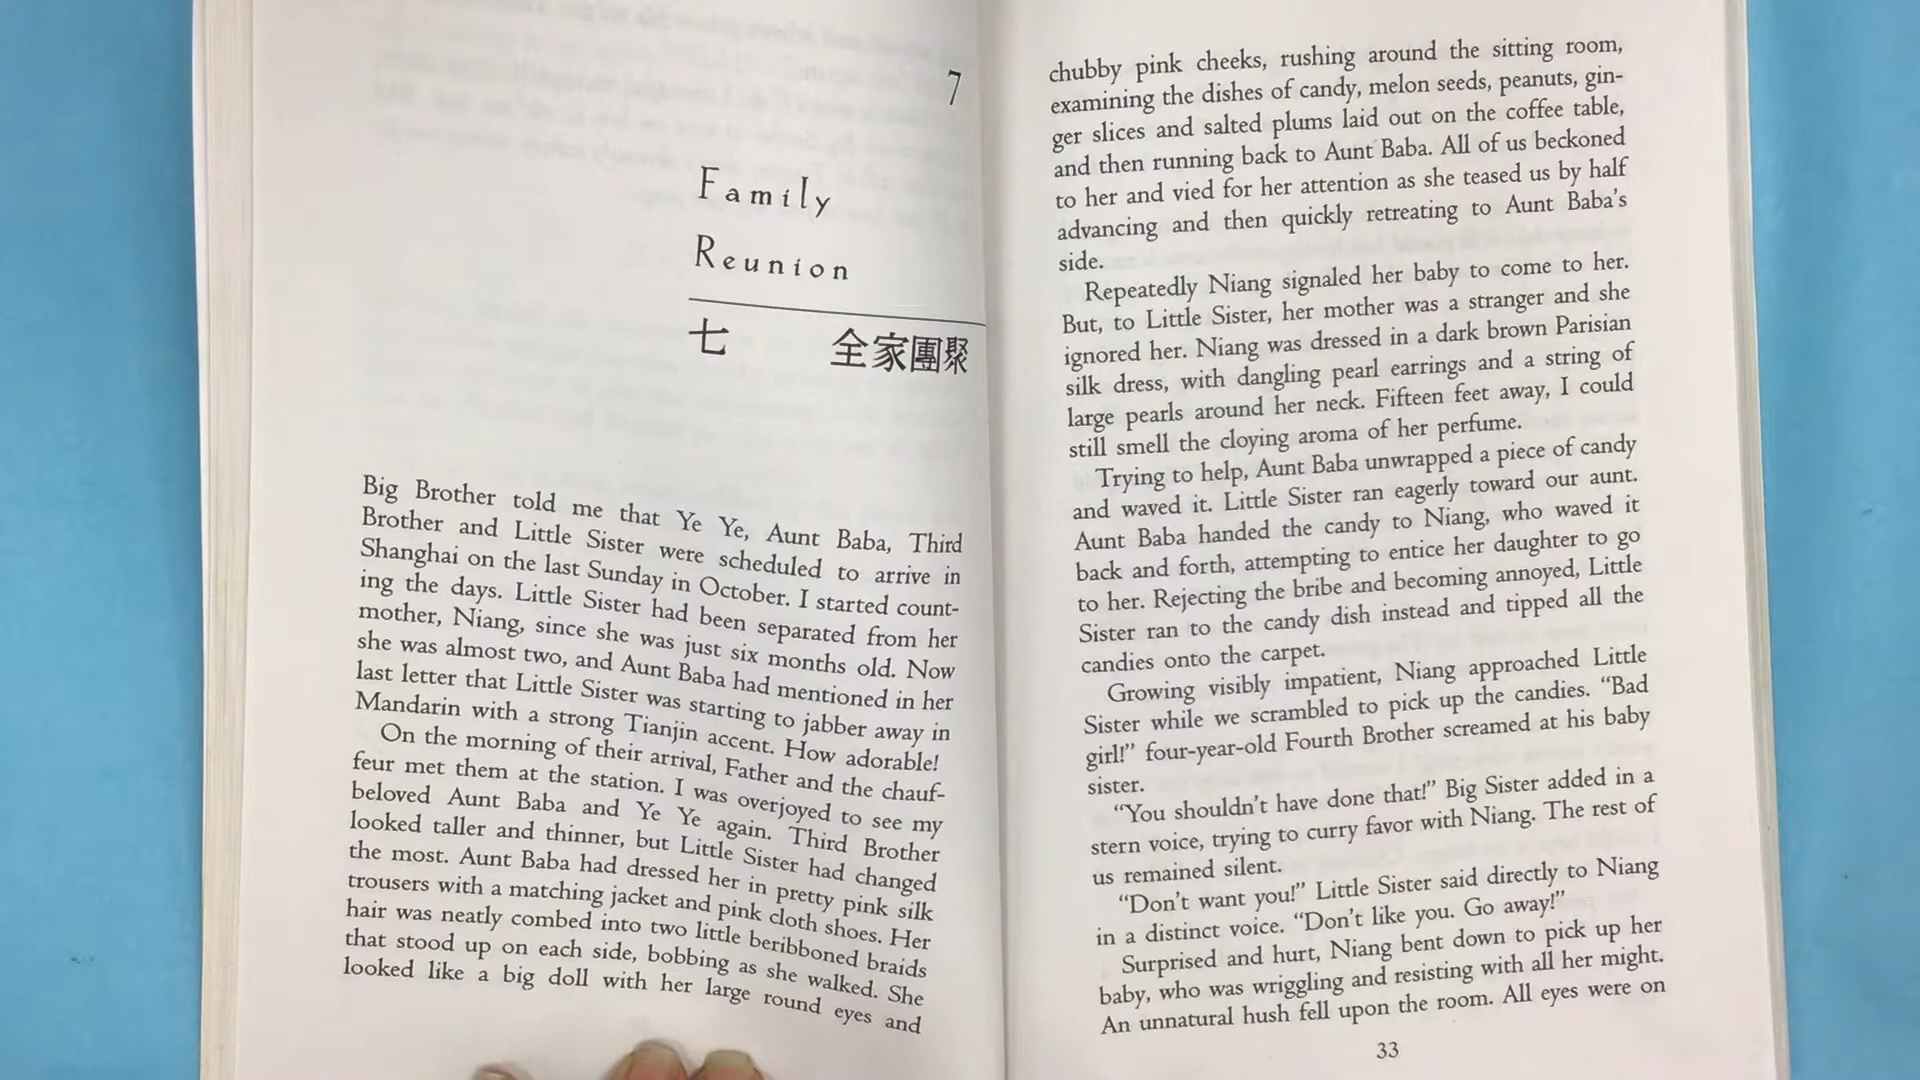 7
Family
Reunion
七 全家團聚
Big Brother told me that Ye Ye, Aunt Baba, Third
Brother and Little Sister were scheduled to arrive in
Shanghai on the last Sunday in October. I started count-
ing the days. Little Sister had been separated from her
mother, Niang, since she was just six months old. Now
she was almost two, and Aunt Baba had mentioned in her
last letter that Little Sister was starting to jabber away in
Mandarin with a strong Tianjin accent. How adorable!
On the morning of their arrival, Father and the chauf-
feur met them at the station. I was overjoyed to see my
beloved Aunt Baba and Ye Ye again. Third Brother
looked taller and thinner, but Little Sister had changed
the most. Aunt Baba had dressed her in pretty pink silk
trousers with a matching jacket and pink cloth shoes. Her
hair was neatly combed into two little beribboned braids
that stood up on each side, bobbing as she walked. She
looked like a big doll with her large round eyes and
chubby pink cheeks, rushing around the sitting room,
examining the dishes of candy, melon seeds, peanuts, gin-
ger slices and salted plums laid out on the coffee table,
and then running back to Aunt Baba. All of us beckoned
to her and vied for her attention as she teased us by half
advancing and then quickly retreating to Aunt Baba's
side.
Repeatedly Niang signaled her baby to come to her.
But, to Little Sister, her mother was a stranger and she
ignored her. Niang was dressed in a dark brown Parisian
silk dress, with dangling pearl earrings and a string of
large pearls around her neck. Fifteen feet away, I could
still smell the cloying aroma of her perfume.
Trying to help, Aunt Baba unwrapped a piece of candy
and waved it. Little Sister ran eagerly toward our aunt.
Aunt Baba handed the candy to Niang, who waved it
back and forth, attempting to entice her daughter to go
to her. Rejecting the bribe and becoming annoyed, Little
Sister ran to the candy dish instead and tipped all the
candies onto the carpet.
Growing visibly impatient, Niang approached Little
Sister while we scrambled to pick up the candies. "Bad
girl!" four-year-old Fourth Brother screamed at his baby
sister.
"You shouldn't have done that!" Big Sister added in a
stern voice, trying to curry favor with Niang. The rest of
us remained silent.
"Don't want you!" Little Sister said directly to Niang
in a distinct voice. "Don't like you. Go away!"
Surprised and hurt, Niang bent down to pick up her
baby, who was wriggling and resisting with all her might.
An unnatural hush fell upon the room. All eyes were on
33